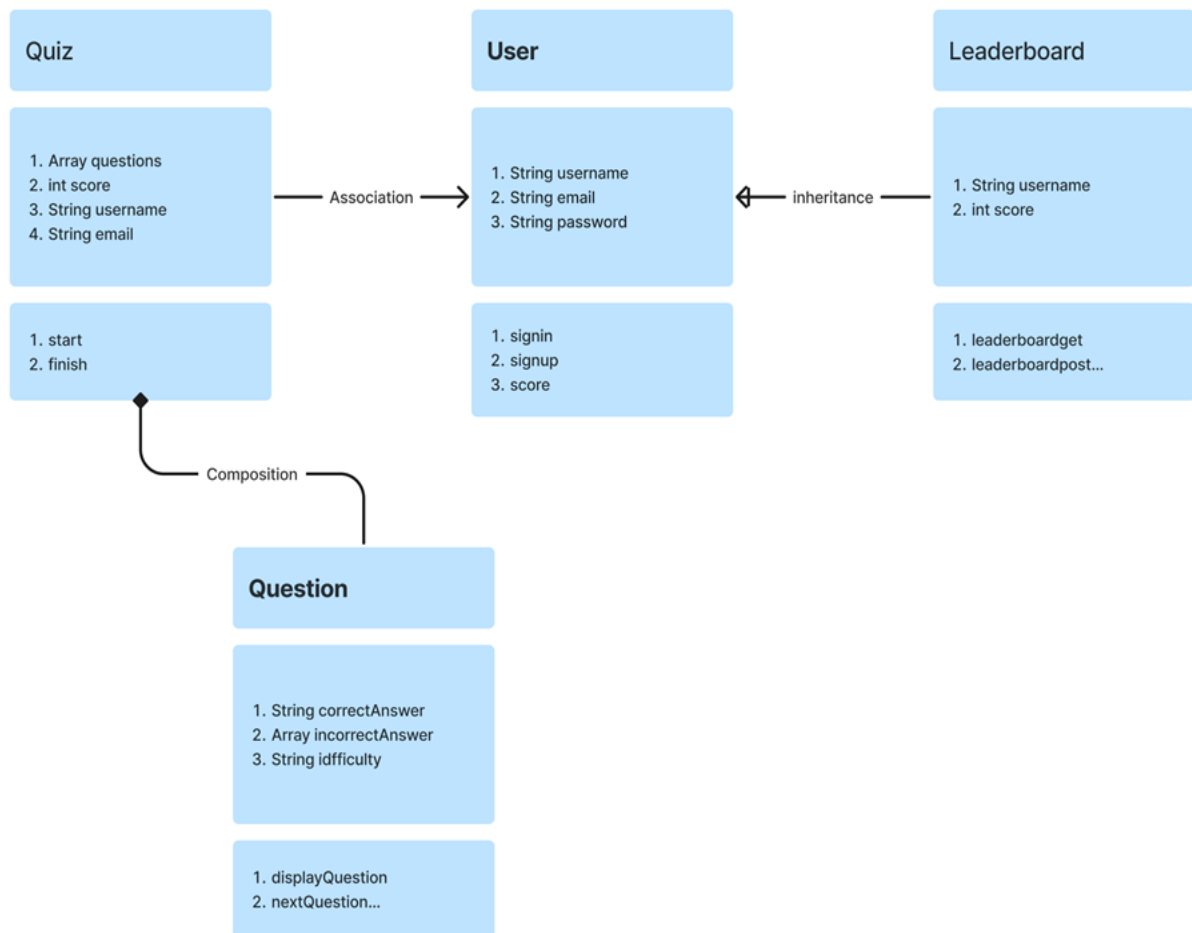 Quiz
1. Array questions
2. int score
3. String username
4. String email
1. start
2. finish
Association
User
1. String username
2. String email
3. String password
1. signin
2. signup
3. score
inheritance
Leaderboard
1. String username
2. int score
1. leaderboardget
2. leaderboardpost...
Composition
Question
1. String correctAnswer
2. Array incorrectAnswer
3. String idfficulty
1. displayQuestion
2. nextQuestion...